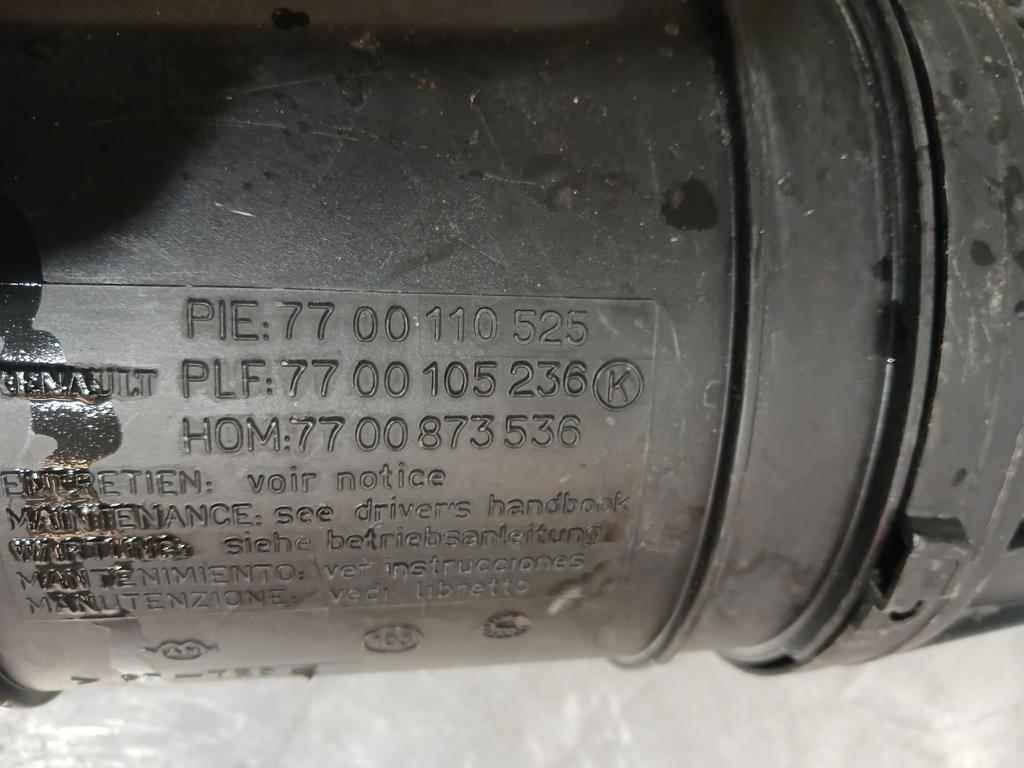 PIE: 77 00 110 525
RENAULT PLF: 77 00 105 236 K
HOM: 77 00 873 536
ENTRETIEN: voir notice
MAINTENANCE: see driver's handbook
WARTUNG: siehe betriebsanleitung
MANTENIMIENTO: ver instrucciones
MANUTENZIONE: vedi libretto